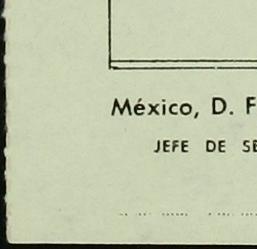 México, D. F
JEFE DE SE